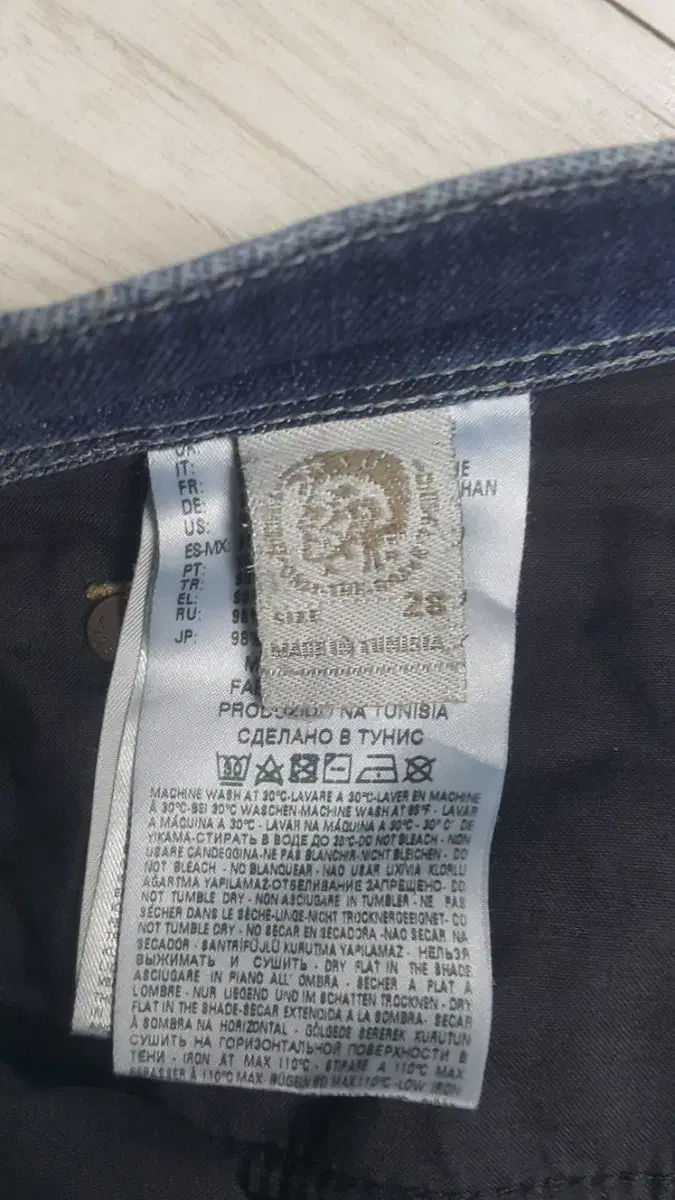 IT:
FR:
DE:
US:
ES-MX:
PT:
TR:
EL:
RU:
JP: 98%
HAN
SIZE 28
MADE IN TUNISIA
NA TUNISIA
СДЕЛАНО В ТУНИС
30
MACHINE WASH AT 30°C-LAVARE A 30°C-LAVER EN MACHINE
À 30°C-BEI 30°C WASCHEN-MACHINE WASH AT 86°F - LAVAR
A MÁQUINA A 30°C - LAVAR NA MÁQUINA A 30°C - 30° C' DE
YIKAMA-СТИРАТЬ В ВОДЕ ДО 30°C-DO NOT BLEACH - NON
USARE CANDEGGINA-NE PAS BLANCHIR-NICHT BLEICHEN - DO
NOT BLEACH - NO BLANQUEAR - NÃO USAR LIXÍVIA KLORLU
AĞARTMA YAPILAMAZ-ОТБЕЛИВАНИЕ ЗАПРЕЩЕНО- DO
NOT TUMBLE DRY - NON ASCIUGARE IN TUMBLER - NE PAS
SÉCHER DANS LE SÈCHE-LINGE-NICHT TROCKNERGEEIGNET- DO
NOT TUMBLE DRY - NO SECAR EN SECADORA -NÃO SECAR NA
SECADOR - SANTRİFÜJLÜ KURUTMA YAPILAMAZ - НЕЛЬЗЯ
ВЫЖИМАТЬ И СУШИТЬ - DRY FLAT IN THE SHADE
ASCIUGARE IN PIANO ALL' OMBRA - SÉCHER A PLAT A
L'OMBRE - NUR LIEGEND UND IM SCHATTEN TROCKNEN - DRY
FLAT IN THE SHADE-SECAR EXTENDIDA A LA SOMBRA- SECAR
À SOMBRA NA HORIZONTAL - GÖLGEDE SEREREK KURUTUN
СУШИТЬ НА ГОРИЗОНТАЛЬНОЙ ПОВЕРХНОСТИ В
ТЕНИ - IRON AT MAX 110°C - STIRARE A 110°C MAX
REPASSER À 110°C MAX- BÜGELN BEI MAX 110°C -LOW IRON